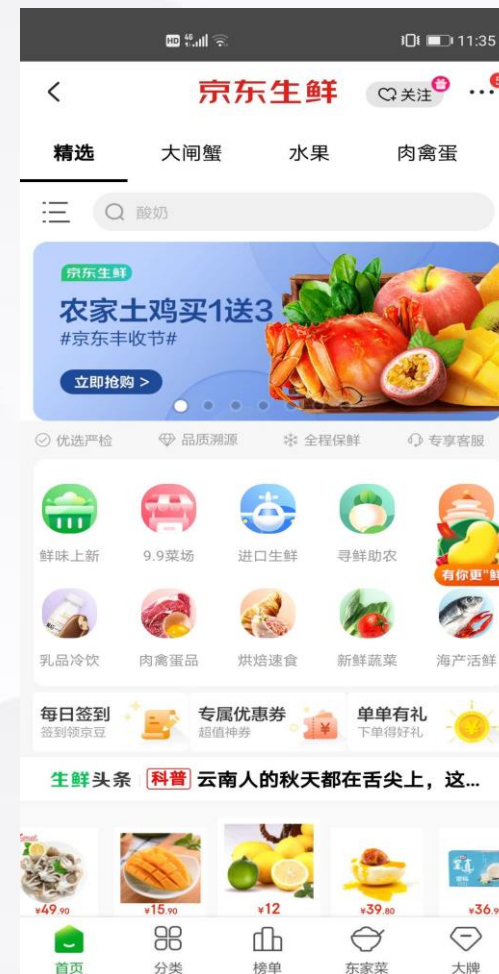 HD 4G 11:35
京东生鲜 关注 ...
精选 大闸蟹 水果 肉禽蛋
酸奶
京东生鲜
农家土鸡买1送3
#京东丰收节#
立即抢购 >
优选严检 品质溯源 全程保鲜 专享客服
鲜味上新 9.9菜场 进口生鲜 寻鲜助农 有你更"鲜
乳品冷饮 肉禽蛋品 烘焙速食 新鲜蔬菜 海产活鲜
每日签到 专属优惠券 单单有礼
签到领京豆 超值神券 下单得好礼
生鲜头条 科普 云南人的秋天都在舌尖上，这...
¥49.90 ¥15.90 ¥12 ¥39.80 ¥36.9
首页 分类 榜单 东家菜 大牌